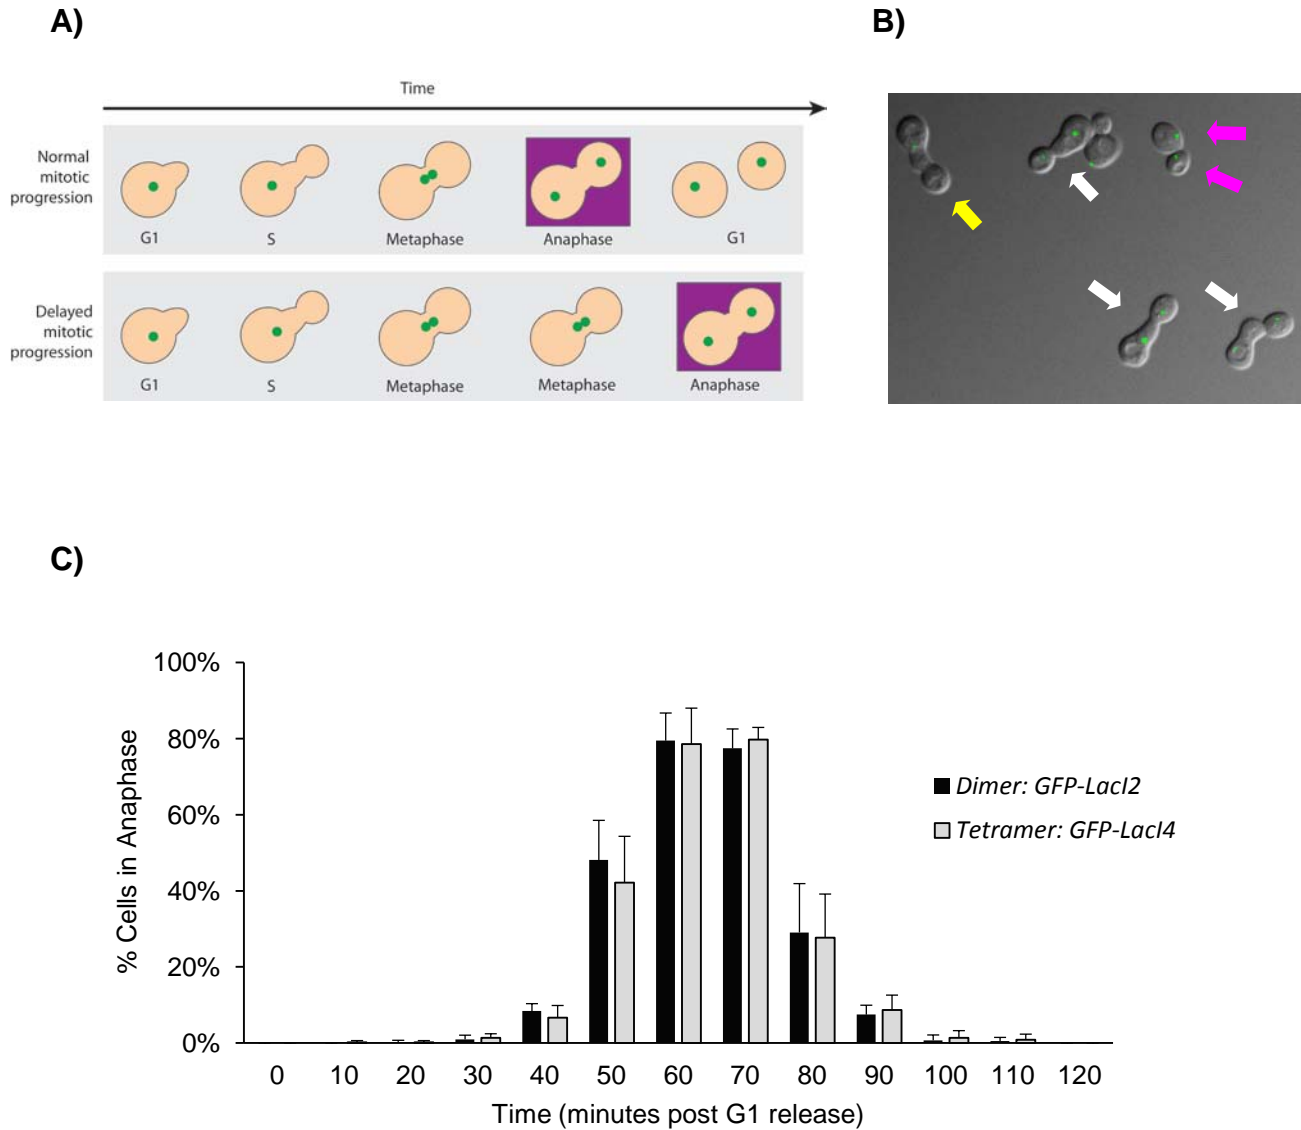 A)
B)
Time
Normal
mitotic
progression
G1
S
Metaphase
Anaphase
G1
Delayed
mitotic
progression
G1
S
Metaphase
Metaphase
Anaphase
C)
100%
80%
60%
40%
20%
0%
% Cells in Anaphase
Dimer: GFP-LacI2
Tetramer: GFP-LacI4
0 10 20 30 40 50 60 70 80 90 100 110 120
Time (minutes post G1 release)